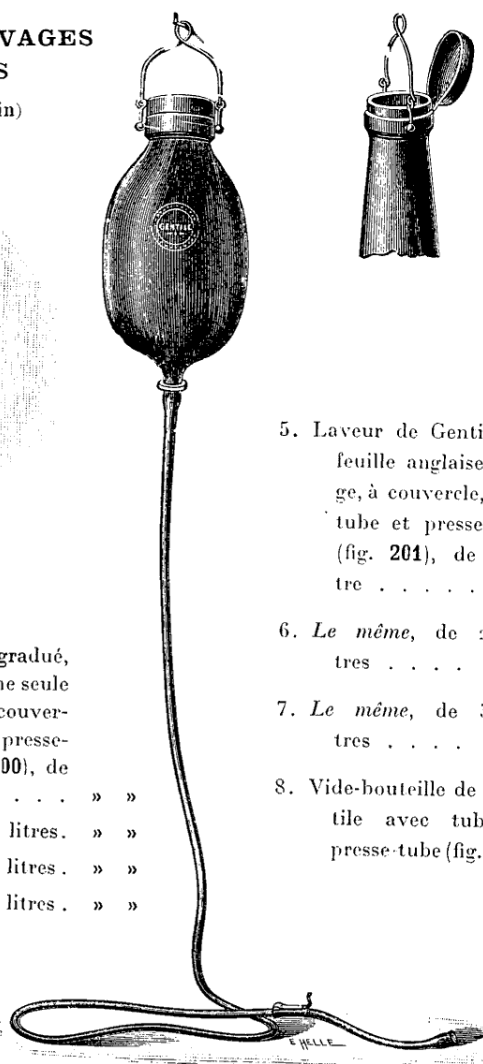 VAGES
S
in)
GENTILE
5. Laveur de Genti
feuille anglaise
ge, à couvercle,
tube et presse
(fig. 201), de
tre . . . . .
6. Le même, de
tres . . . .
7. Le même, de 3
tres . . . .
8. Vide-bouteille de
tile avec tub
presse-tube (fig.
gradué,
ne seule
couver-
presse-
00), de
. . . » »
litres. » »
litres. » »
litres. » »
E HELLE